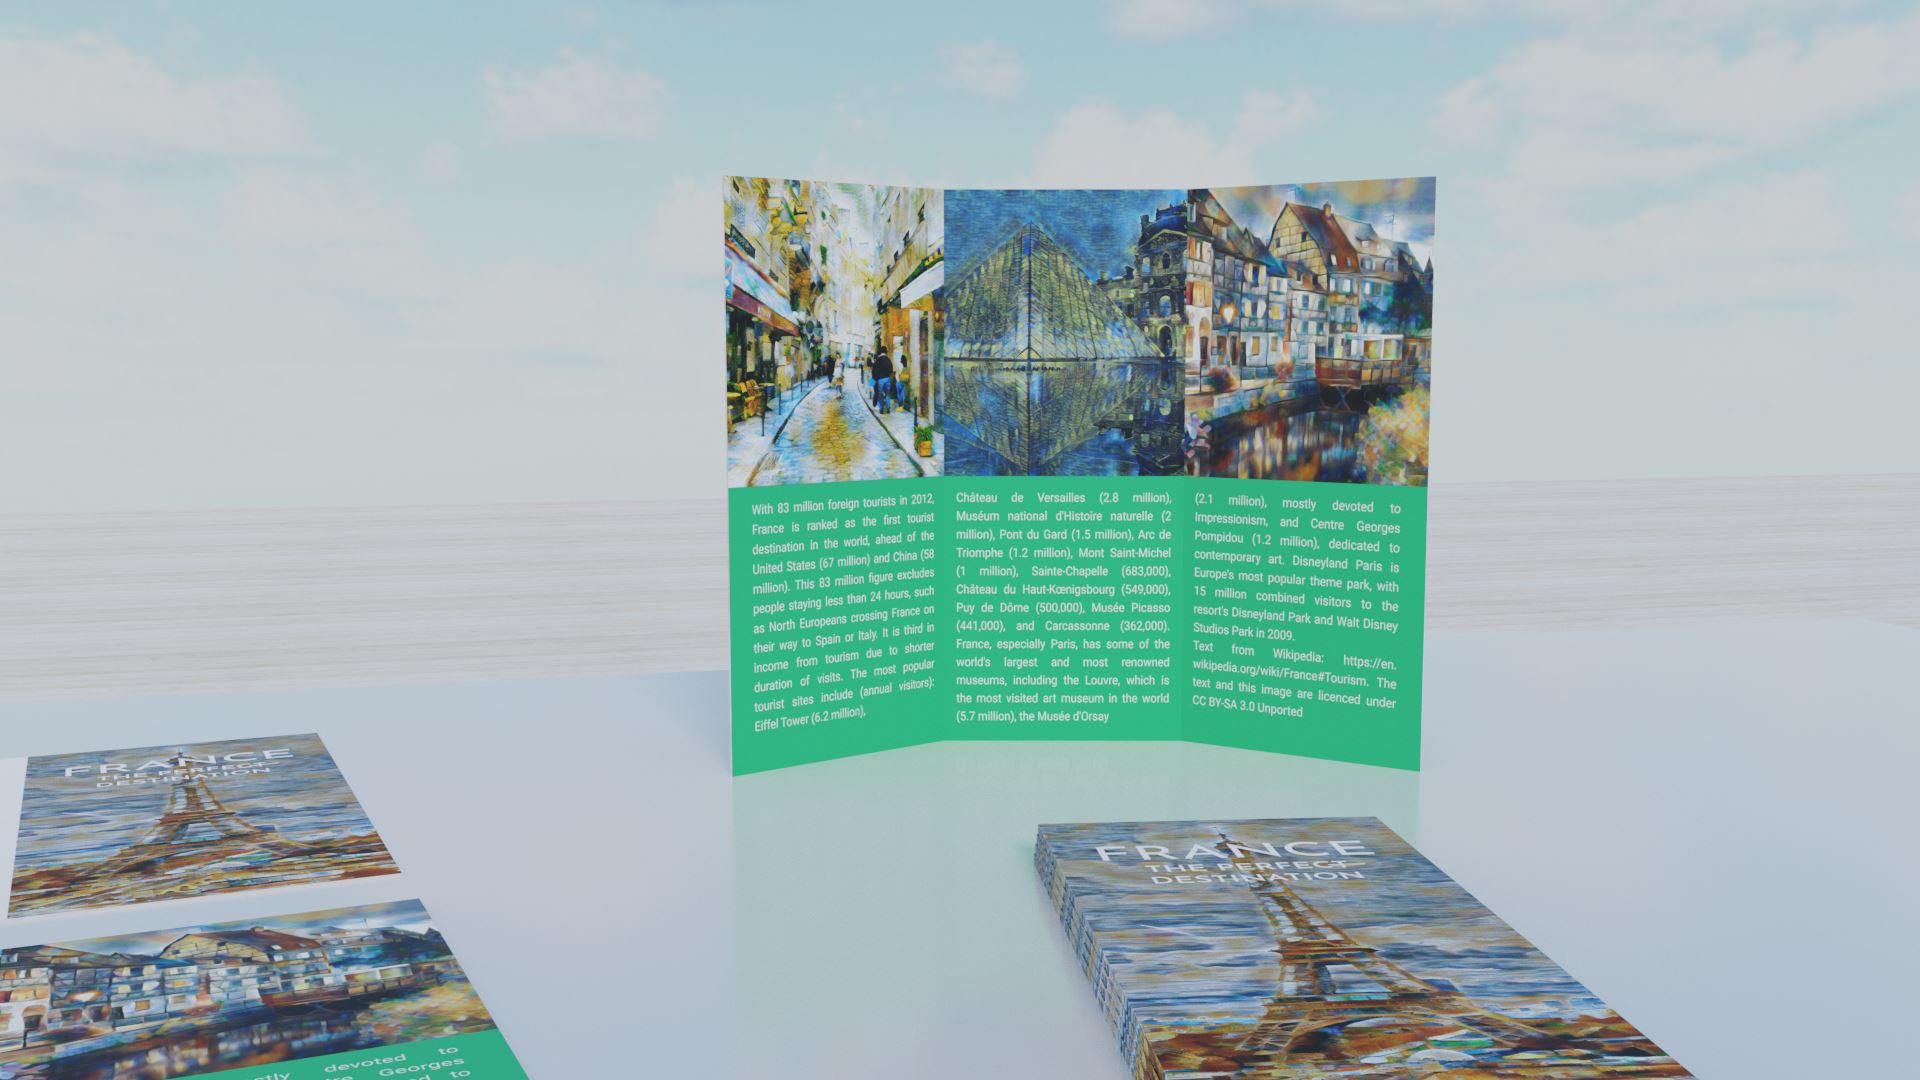 With 83 million foreign tourists in 2012,
France is ranked as the first tourist
destination in the world, ahead of the
United States (67 million) and China (58
million). This 83 million figure excludes
people staying less than 24 hours, such
as North Europeans crossing France on
their way to Spain or Italy. It is third in
income from tourism due to shorter
duration of visits. The most popular
tourist sites include (annual visitors):
Eiffel Tower (6.2 million),
Château de Versailles (2.8 million),
Muséum national d'Histoire naturelle (2
million), Pont du Gard (1.5 million), Arc de
Triomphe (1.2 million), Mont Saint-Michel
(1 million), Sainte-Chapelle (683,000),
Château du Haut-Kœnigsbourg (549,000),
Puy de Dôme (500,000), Musée Picasso
(441,000), and Carcassonne (362,000).
France, especially Paris, has some of the
world's largest and most renowned
museums, including the Louvre, which is
the most visited art museum in the world
(5.7 million), the Musée d'Orsay
(2.1 million), mostly devoted to
Impressionism, and Centre Georges
Pompidou (1.2 million), dedicated to
contemporary art. Disneyland Paris is
Europe's most popular theme park, with
15 million combined visitors to the
resort's Disneyland Park and Walt Disney
Studios Park in 2009.
Text from Wikipedia: https://en.
wikipedia.org/wiki/France#Tourism. The
text and this image are licenced under
CC BY-SA 3.0 Unported
FRANCE
THE PERFECT
DESTINATION
devoted to
Georges
to
FRANCE
THE PERFECT
DESTINATION